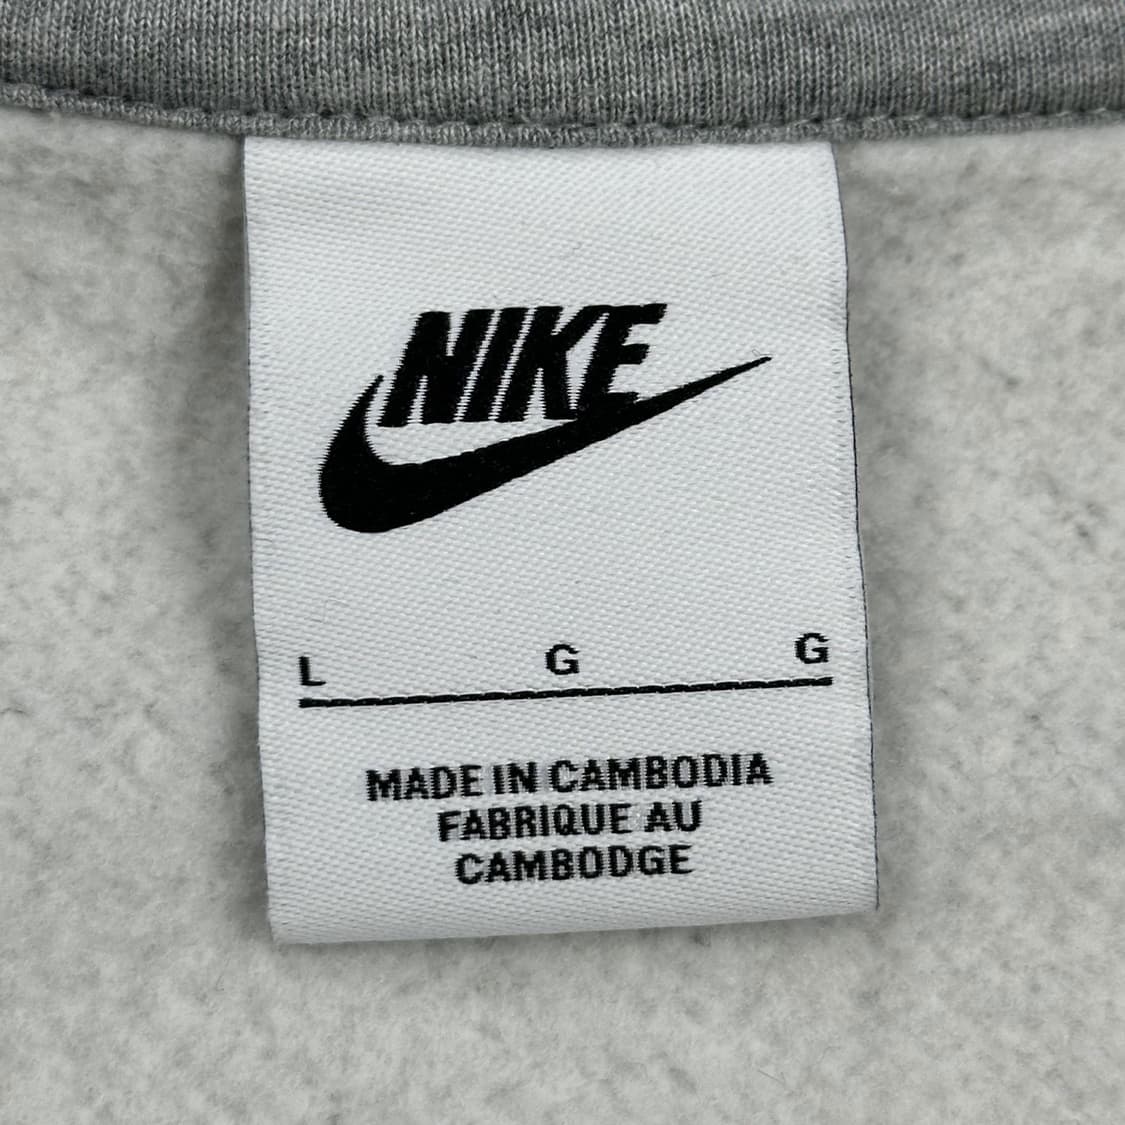 NIKE
L G G
MADE IN CAMBODIA
FABRIQUE AU
CAMBODGE